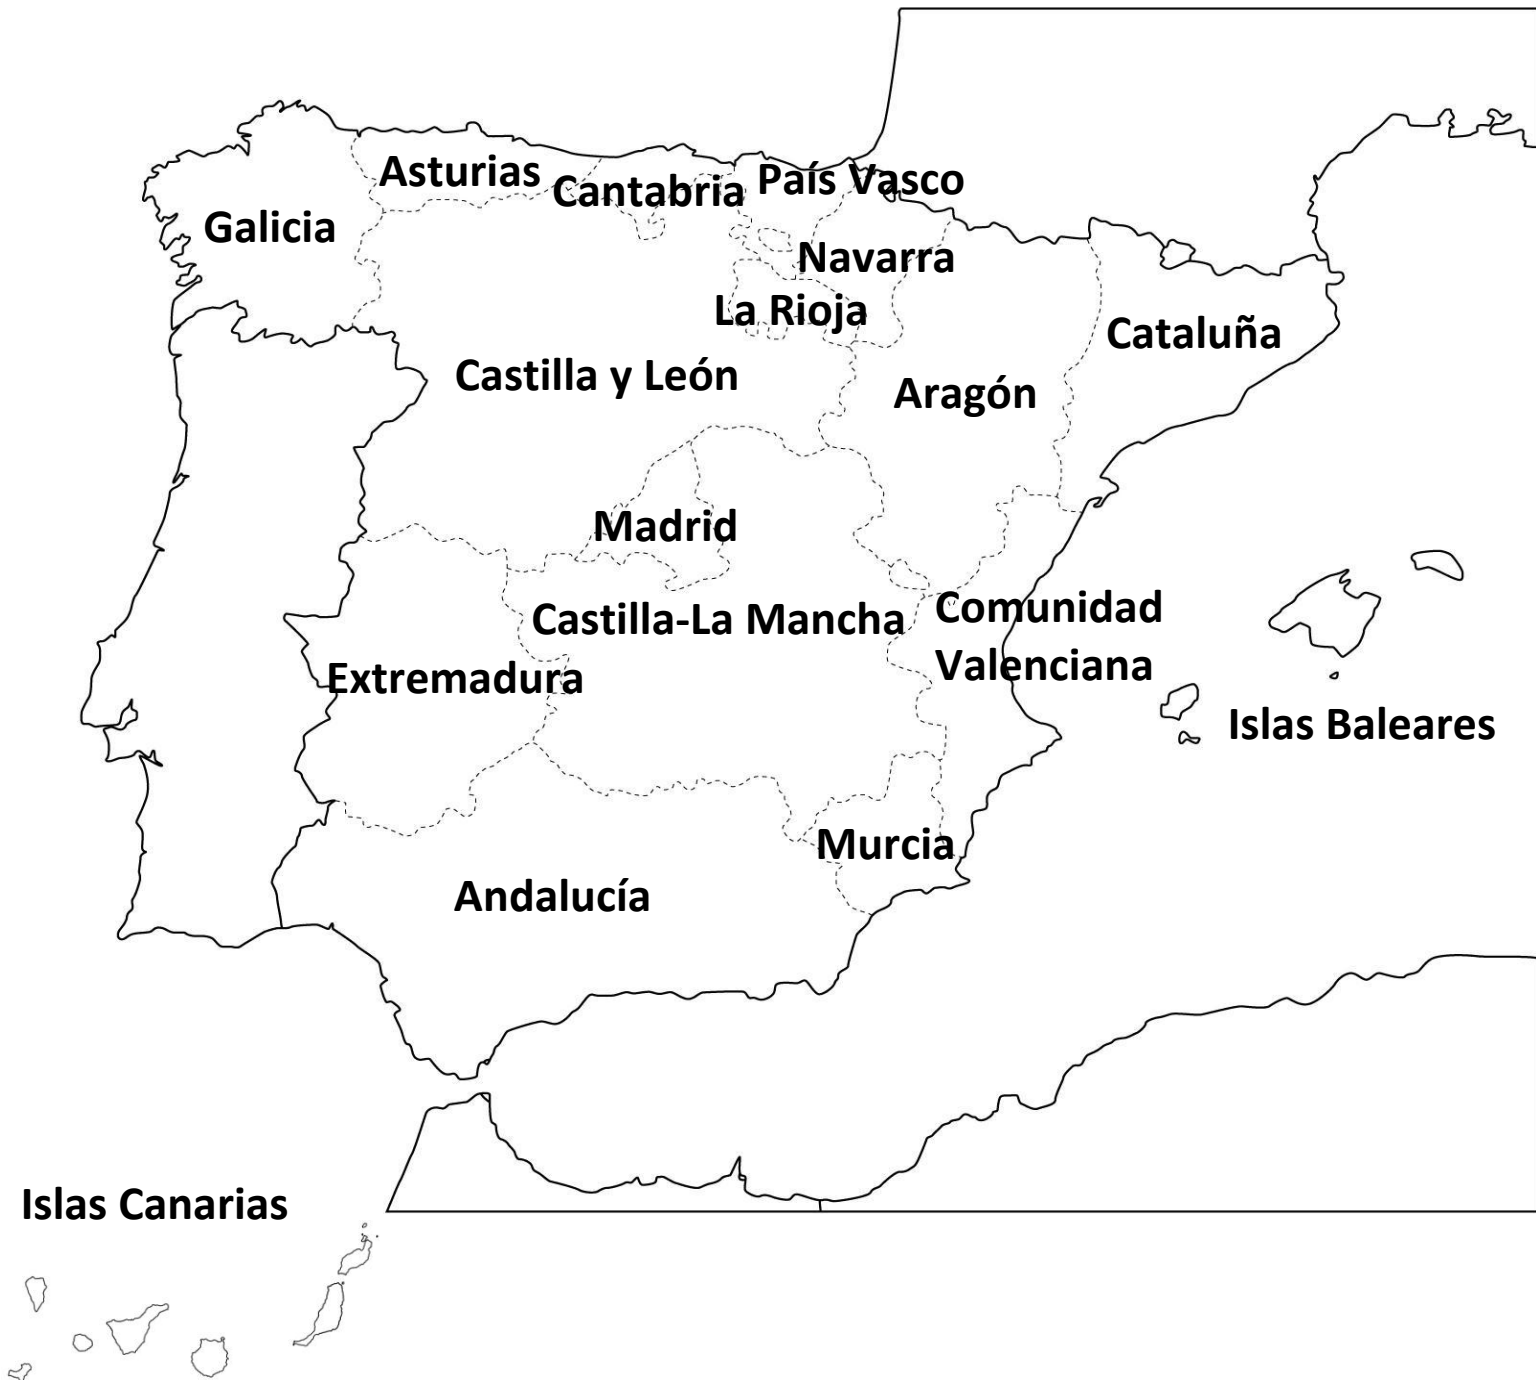 Asturias
Cantabria
País Vasco
Galicia
Navarra
La Rioja
Cataluña
Castilla y León
Aragón
Madrid
Castilla-La Mancha
Comunidad
Valenciana
Extremadura
Islas Baleares
Murcia
Andalucía
Islas Canarias